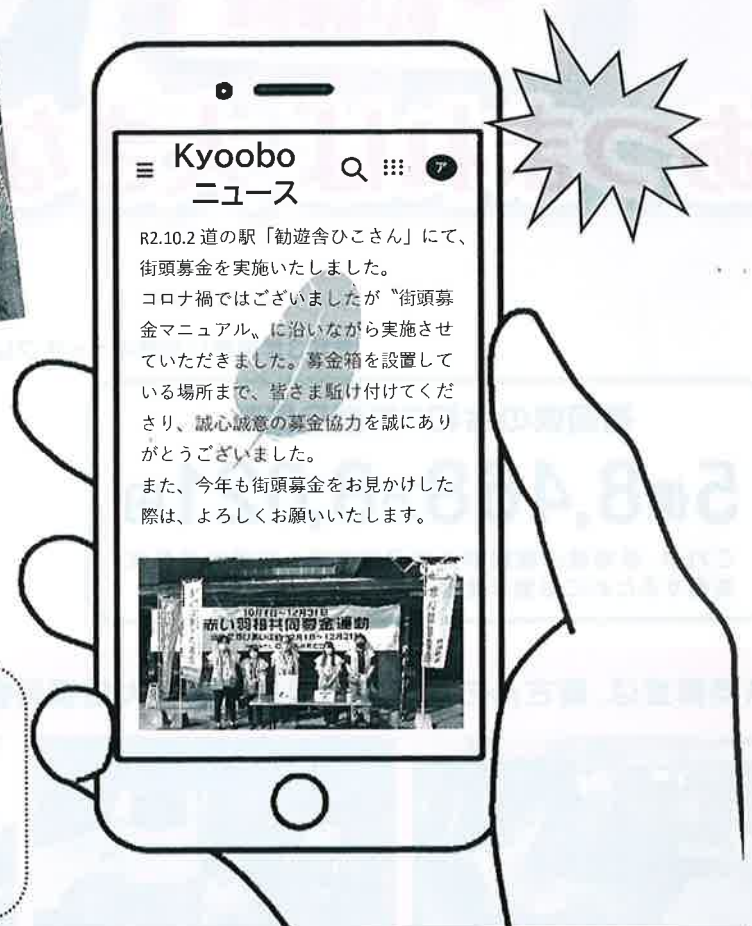 Kyoobo
ニュース
ア
R2.10.2 道の駅「勧遊舎ひこさん」にて、
街頭募金を実施いたしました。
コロナ禍ではございましたが〝街頭募
金マニュアル〟に沿いながら実施させ
ていただきました。募金箱を設置して
いる場所まで、皆さま駈け付けてくだ
さり、誠心誠意の募金協力を誠にあり
がとうございました。
また、今年も街頭募金をお見かけした
際は、よろしくお願いいたします。
10月1日~12月31日
赤い羽根共同募金運動